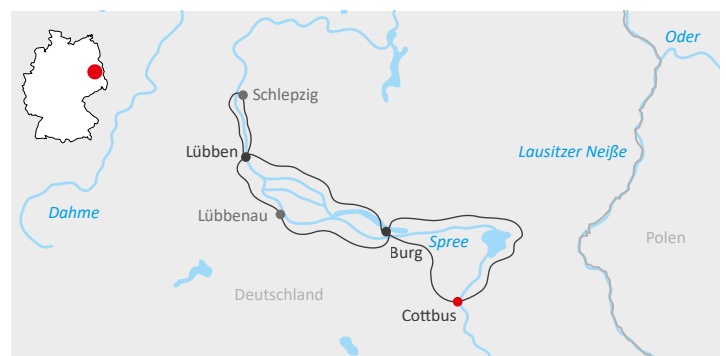 Oder
Schlepzig
Lübben
Lausitzer Neiße
Dahme
Lübbenau
Spree
Polen
Burg
Deutschland
Cottbus